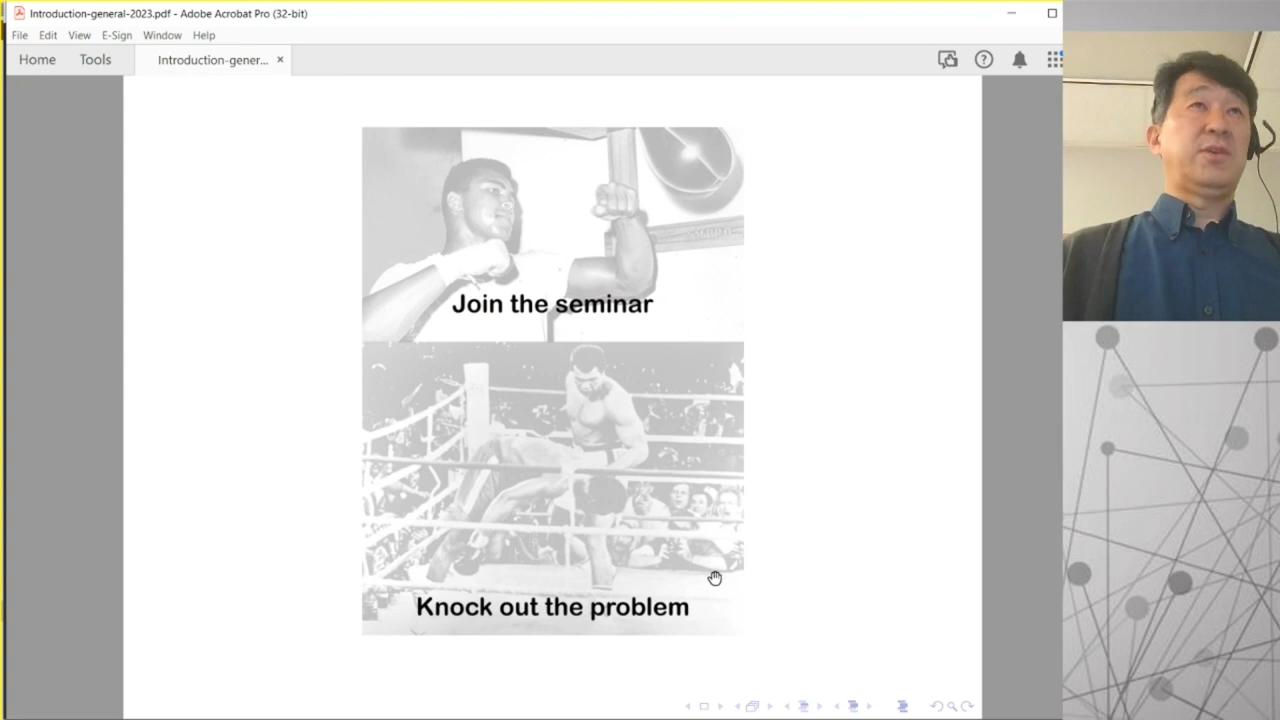 Introduction-general-2023.pdf - Adobe Acrobat Pro (32-bit)
File Edit View E-Sign Window Help
Home Tools Introduction-gener... ×
Join the seminar
Knock out the problem